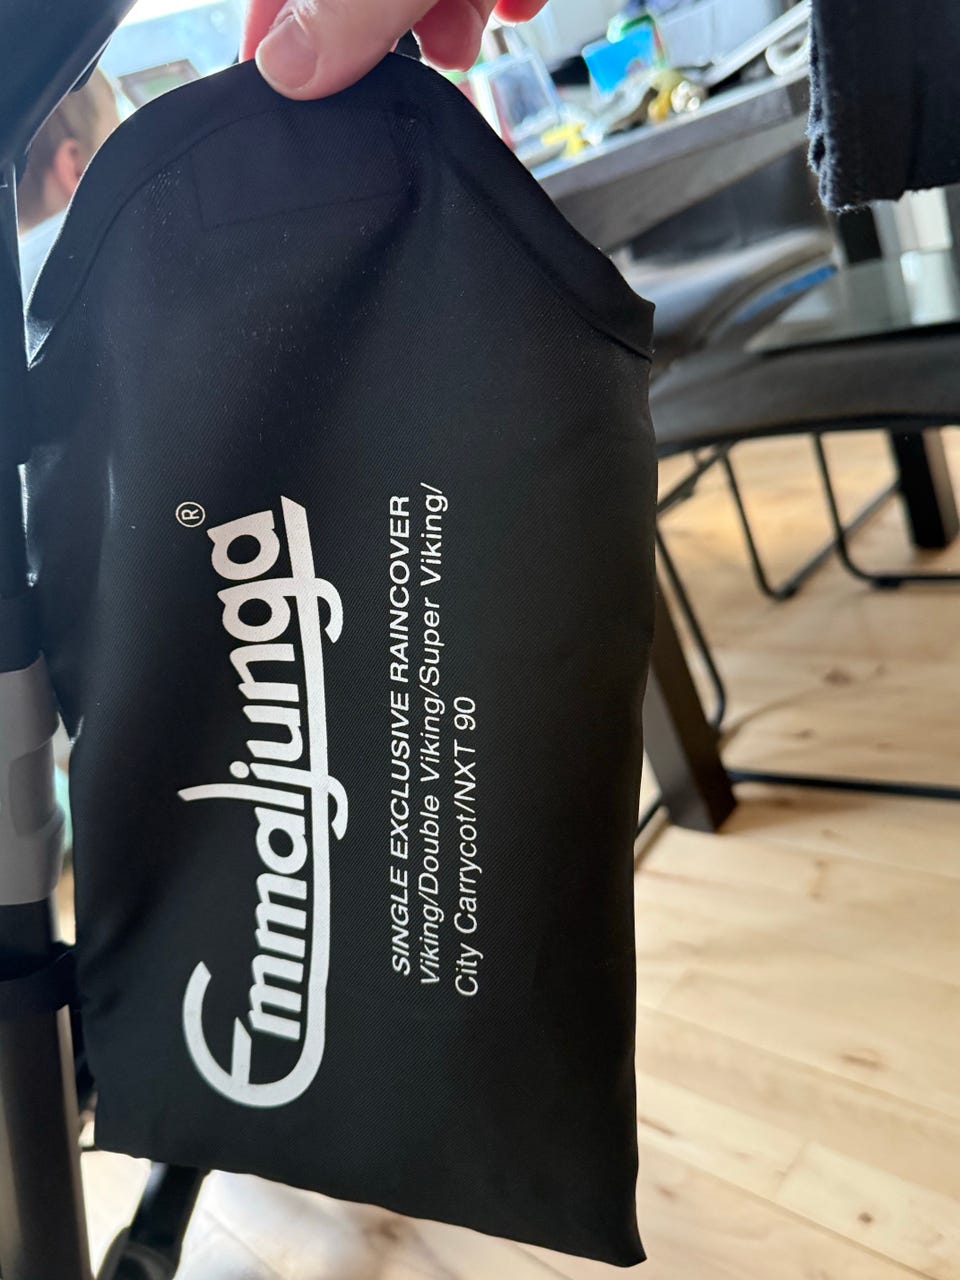 Emmaljunga®
SINGLE EXCLUSIVE RAINCOVER
Viking/Double Viking/Super Viking/
City Carrycot/NXT 90